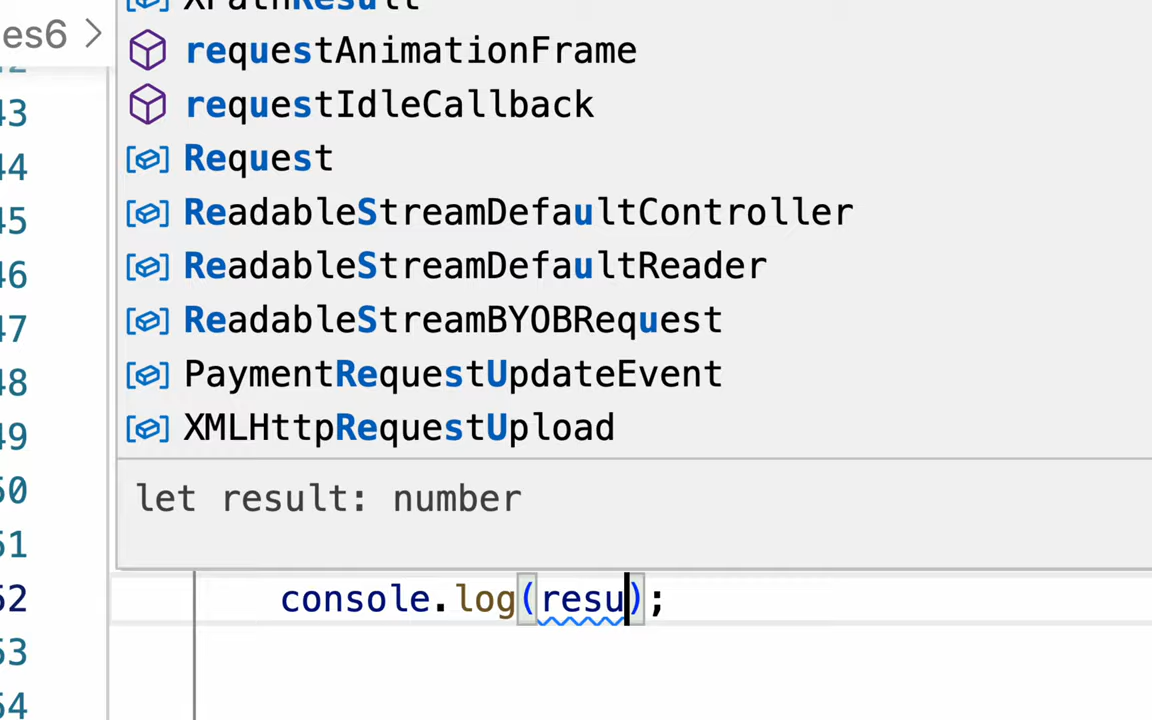 XPathResult
es6 >
requestAnimationFrame
43
requestIdleCallback
44
Request
45
ReadableStreamDefaultController
46
ReadableStreamDefaultReader
47
ReadableStreamBYOBRequest
48
PaymentRequestUpdateEvent
49
XMLHttpRequestUpload
50
let result: number
51
52
console.log(resu);
53
54